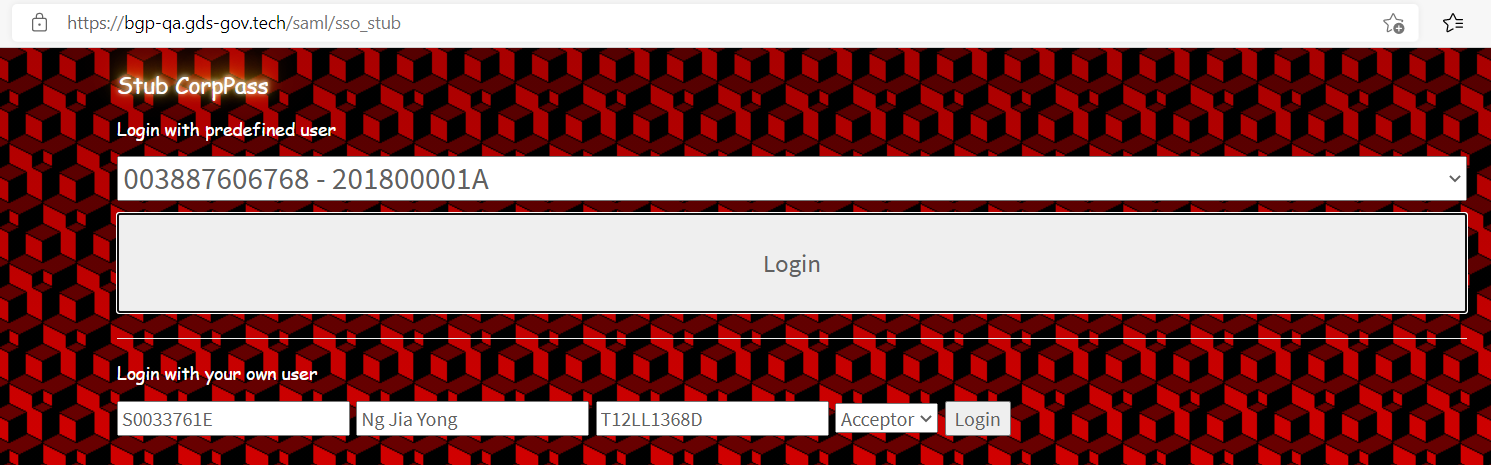 https://bgp-qa.gds-gov.tech/saml/sso_stub
Stub CorpPass
Login with predefined user
003887606768 - 201800001A
Login
Login with your own user
S0033761E Ng Jia Yong T12LL1368D Acceptor Login